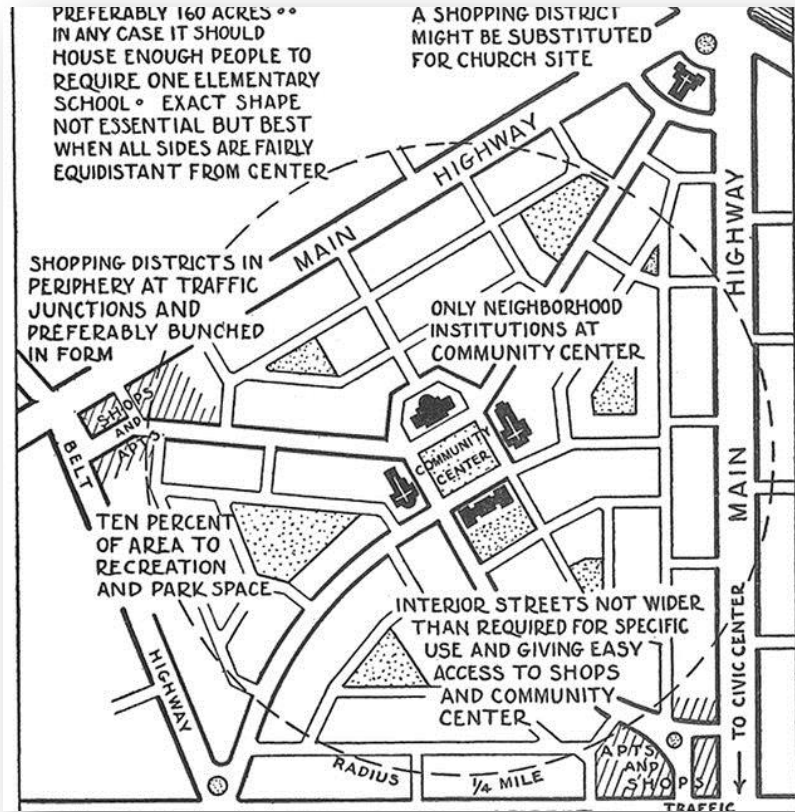 PREFERABLY 160 ACRES ••
IN ANY CASE IT SHOULD
HOUSE ENOUGH PEOPLE TO
REQUIRE ONE ELEMENTARY
SCHOOL • EXACT SHAPE
NOT ESSENTIAL BUT BEST
WHEN ALL SIDES ARE FAIRLY
EQUIDISTANT FROM CENTER
A SHOPPING DISTRICT
MIGHT BE SUBSTITUTED
FOR CHURCH SITE
MAIN HIGHWAY
HIGHWAY
MAIN
SHOPPING DISTRICTS IN
PERIPHERY AT TRAFFIC
JUNCTIONS AND
PREFERABLY BUNCHED
IN FORM
ONLY NEIGHBORHOOD
INSTITUTIONS AT
COMMUNITY CENTER
SHOPS
AND
APTS.
BELT
COMMUNITY
CENTER
TEN PERCENT
OF AREA TO
RECREATION
AND PARK SPACE
HIGHWAY
INTERIOR STREETS NOT WIDER
THAN REQUIRED FOR SPECIFIC
USE AND GIVING EASY
ACCESS TO SHOPS
AND COMMUNITY
CENTER
TO CIVIC CENTER
RADIUS
1/4 MILE
APTS
AND
SHOPS
TRAFFIC